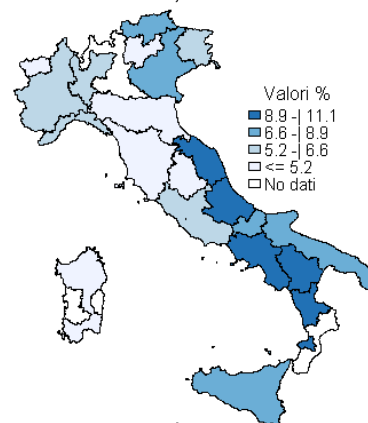 Valori %
8.9 -| 11.1
6.6 -| 8.9
5.2 -| 6.6
<= 5.2
No dati